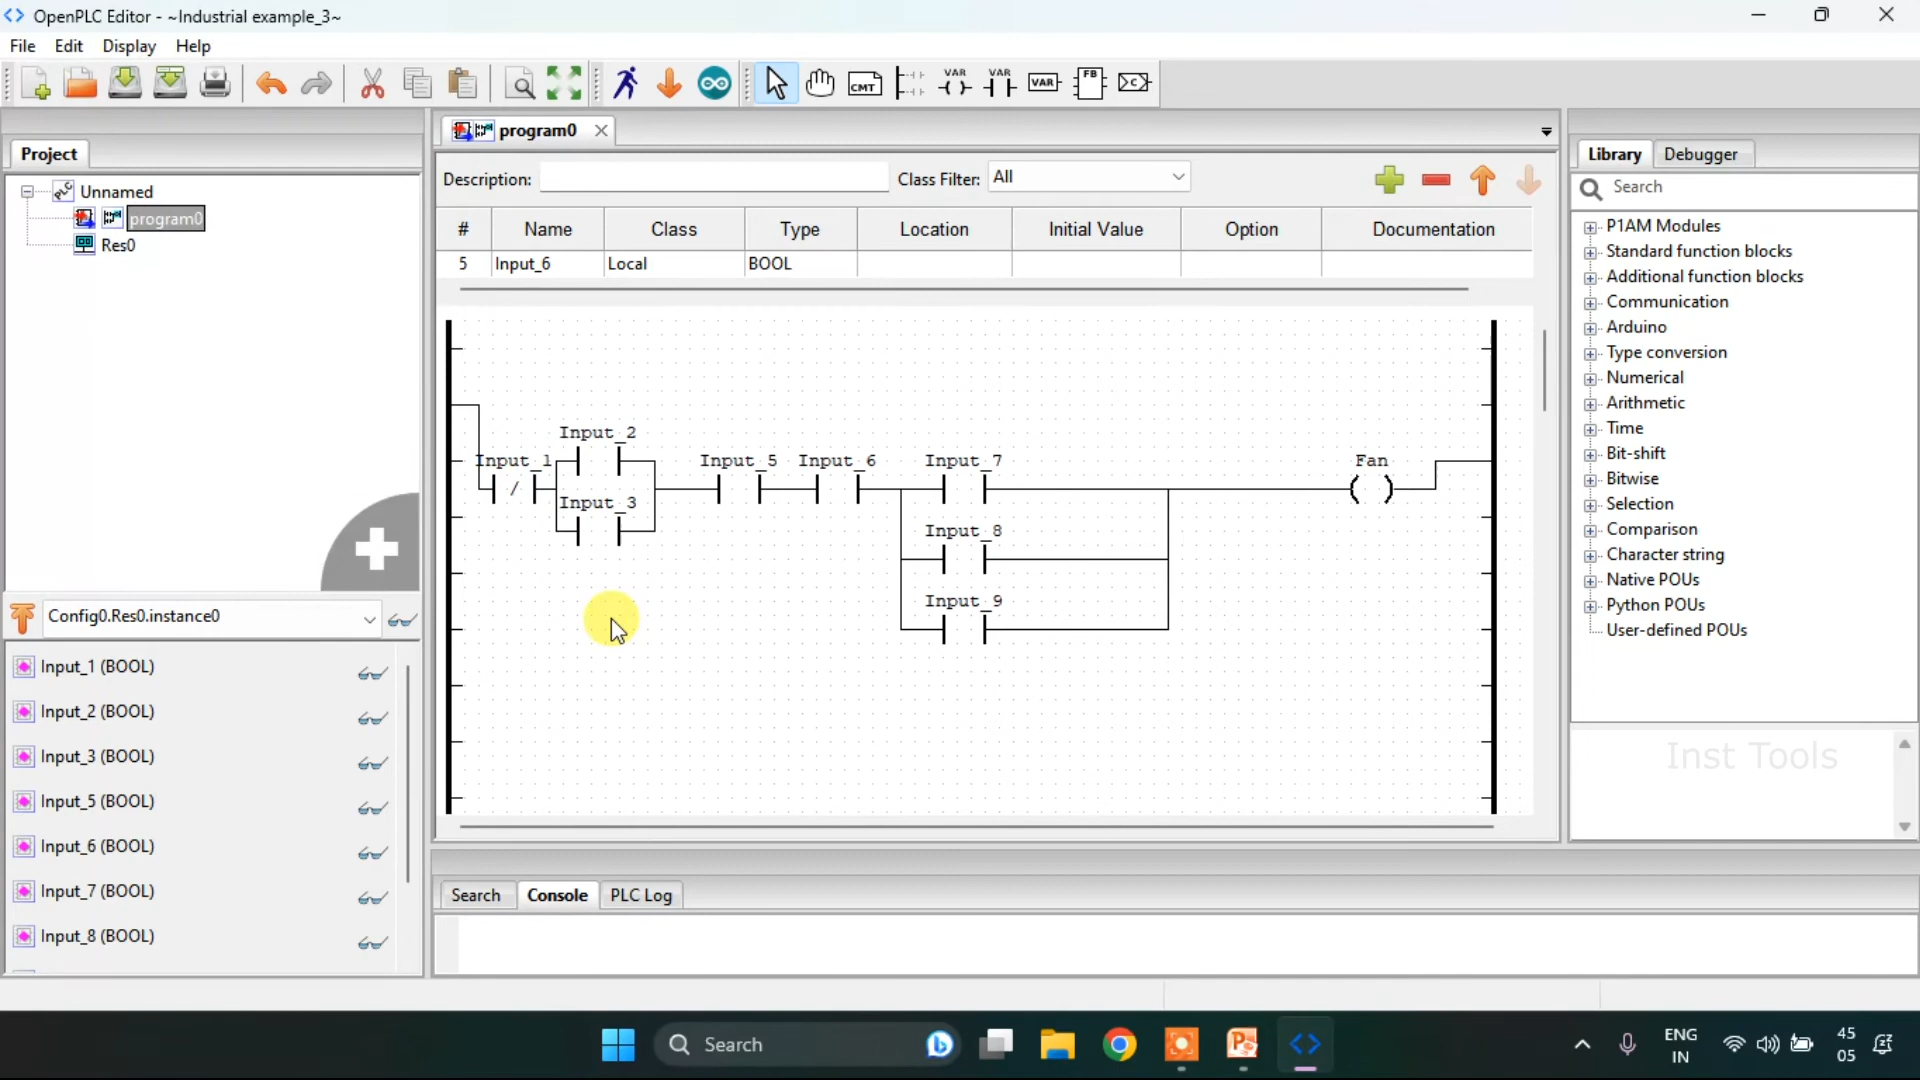 OpenPLC Editor - ~Industrial example_3~
File Edit Display Help
CMT VAR VAR VAR FB >C>
Project
Unnamed
program0
Res0
Config0.Res0.instance0
Input_1 (BOOL)
Input_2 (BOOL)
Input_3 (BOOL)
Input_5 (BOOL)
Input_6 (BOOL)
Input_7 (BOOL)
Input_8 (BOOL)
program0
Description: Class Filter: All
# Name Class Type Location Initial Value Option Documentation
5 Input_6 Local BOOL
Input_2
Input_1 Input_5 Input_6 Input_7 Fan
/ ( )
Input_3
Input_8
Input_9
Search Console PLC Log
Library Debugger
Search
P1AM Modules
Standard function blocks
Additional function blocks
Communication
Arduino
Type conversion
Numerical
Arithmetic
Time
Bit-shift
Bitwise
Selection
Comparison
Character string
Native POUs
Python POUs
User-defined POUs
Inst Tools
Search
ENG
IN
45
05